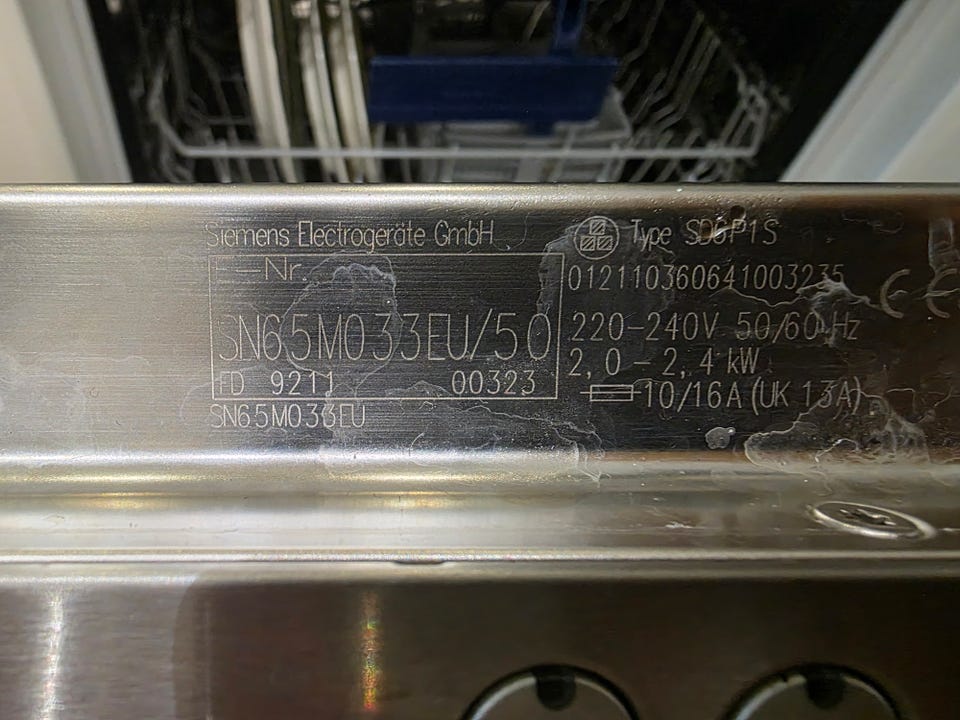 Siemens Electrogeräte GmbH
E-Nr.
SN65M033EU/50
FD 9211 00323
SN65M033EU
Type SD6P1S
012110360641003235
220-240V 50/60 Hz
2,0-2,4 kW
10/16A (UK 13A)
CE